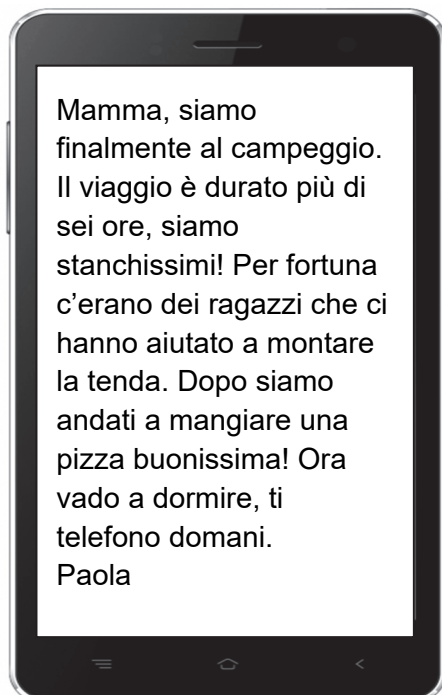 Mamma, siamo
finalmente al campeggio.
Il viaggio è durato più di
sei ore, siamo
stanchissimi! Per fortuna
c’erano dei ragazzi che ci
hanno aiutato a montare
la tenda. Dopo siamo
andati a mangiare una
pizza buonissima! Ora
vado a dormire, ti
telefono domani.
Paola